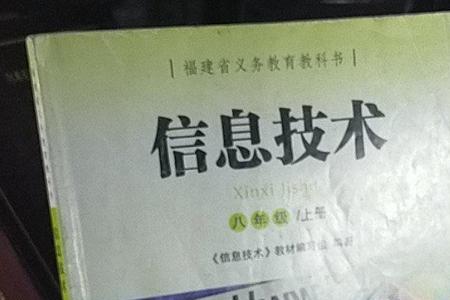 福建省义务教育教科书
信息技术
Xinxi Jishu
八年级/上册
《信息技术》教材编写组 编著